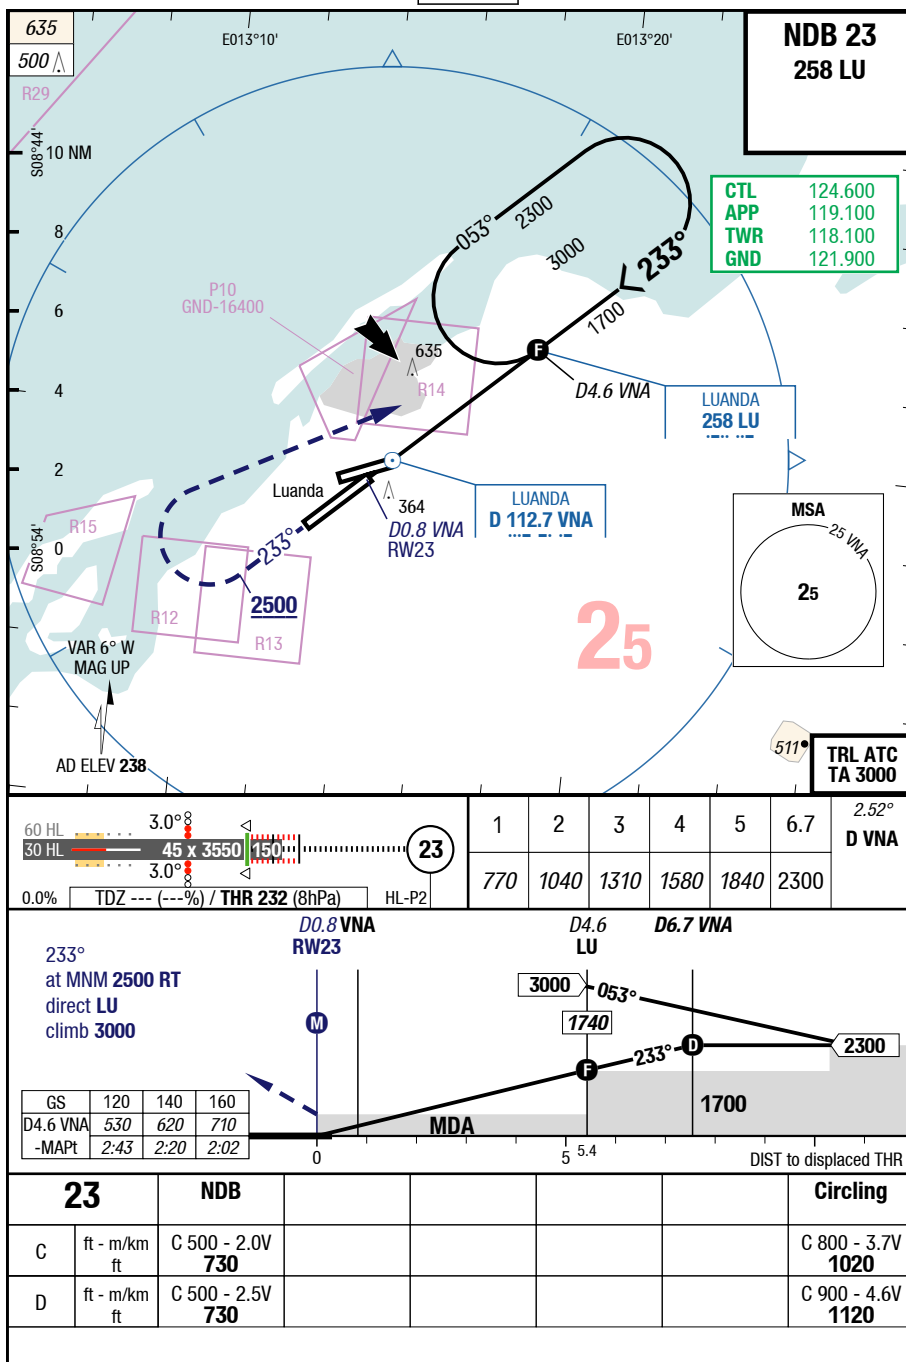 635
500
E013°10'
E013°20'
NDB 23
258 LU
R29
S08°44'
10 NM
8
6
4
2
0
S08°54'
CTL 124.600
APP 119.100
TWR 118.100
GND 121.900
053°
2300
3000
233°
1700
P10
GND-16400
635
R14
F
D4.6 VNA
LUANDA
258 LU
Luanda
364
D0.8 VNA
RW23
LUANDA
D 112.7 VNA
R15
233°
2500
R12
R13
25
MSA
25 VNA
25
VAR 6° W
MAG UP
AD ELEV 238
511
TRL ATC
TA 3000
60 HL
30 HL
3.0°
45 x 3550
150
23
3.0°
0.0%
TDZ --- (---%) / THR 232 (8hPa)
HL-P2
1 2 3 4 5 6.7 2.52° D VNA
770 1040 1310 1580 1840 2300
233°
at MNM 2500 RT
direct LU
climb 3000
D0.8 VNA
RW23
D4.6
LU
D6.7 VNA
M
3000
053°
1740
F
233°
D
2300
1700
MDA
GS 120 140 160
D4.6 VNA 530 620 710
-MAPt 2:43 2:20 2:02
0
5
5.4
DIST to displaced THR
23 NDB Circling
C ft - m/km C 500 - 2.0V C 800 - 3.7V
ft 730 1020
D ft - m/km C 500 - 2.5V C 900 - 4.6V
ft 730 1120